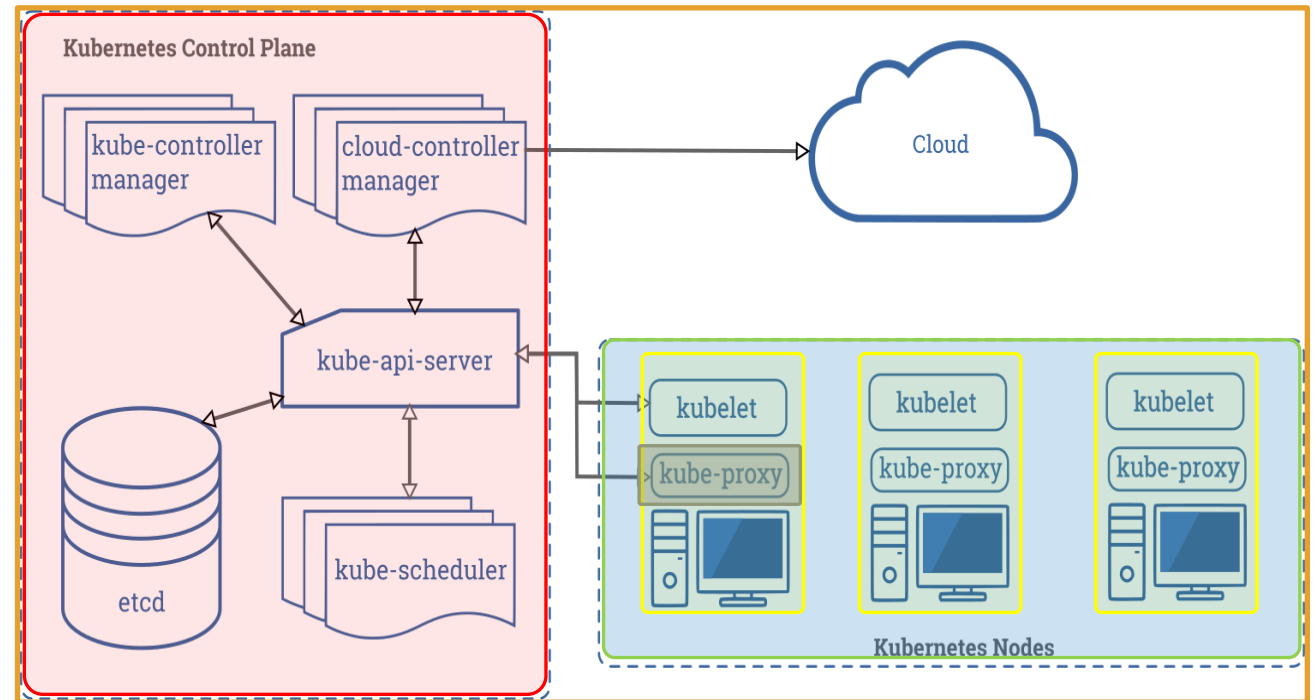 Kubernetes Control Plane
kube-controller
manager
cloud-controller
manager
Cloud
kube-api-server
etcd
kube-scheduler
kubelet
kube-proxy
kubelet
kube-proxy
kubelet
kube-proxy
Kubernetes Nodes